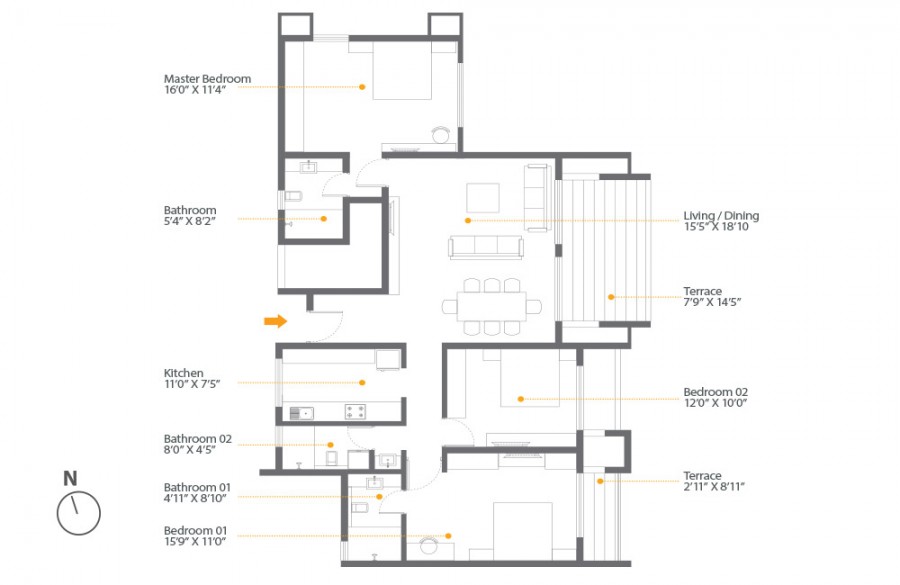 Master Bedroom
16’0” X 11’4”
Bathroom
5’4” X 8’2”
Living / Dining
15’5” X 18’10
Terrace
7’9” X 14’5”
Kitchen
11’0” X 7’5”
Bedroom 02
12’0” X 10’0”
Bathroom 02
8’0” X 4’5”
N
Terrace
2’11” X 8’11”
Bathroom 01
4’11” X 8’10”
Bedroom 01
15’9” X 11’0”